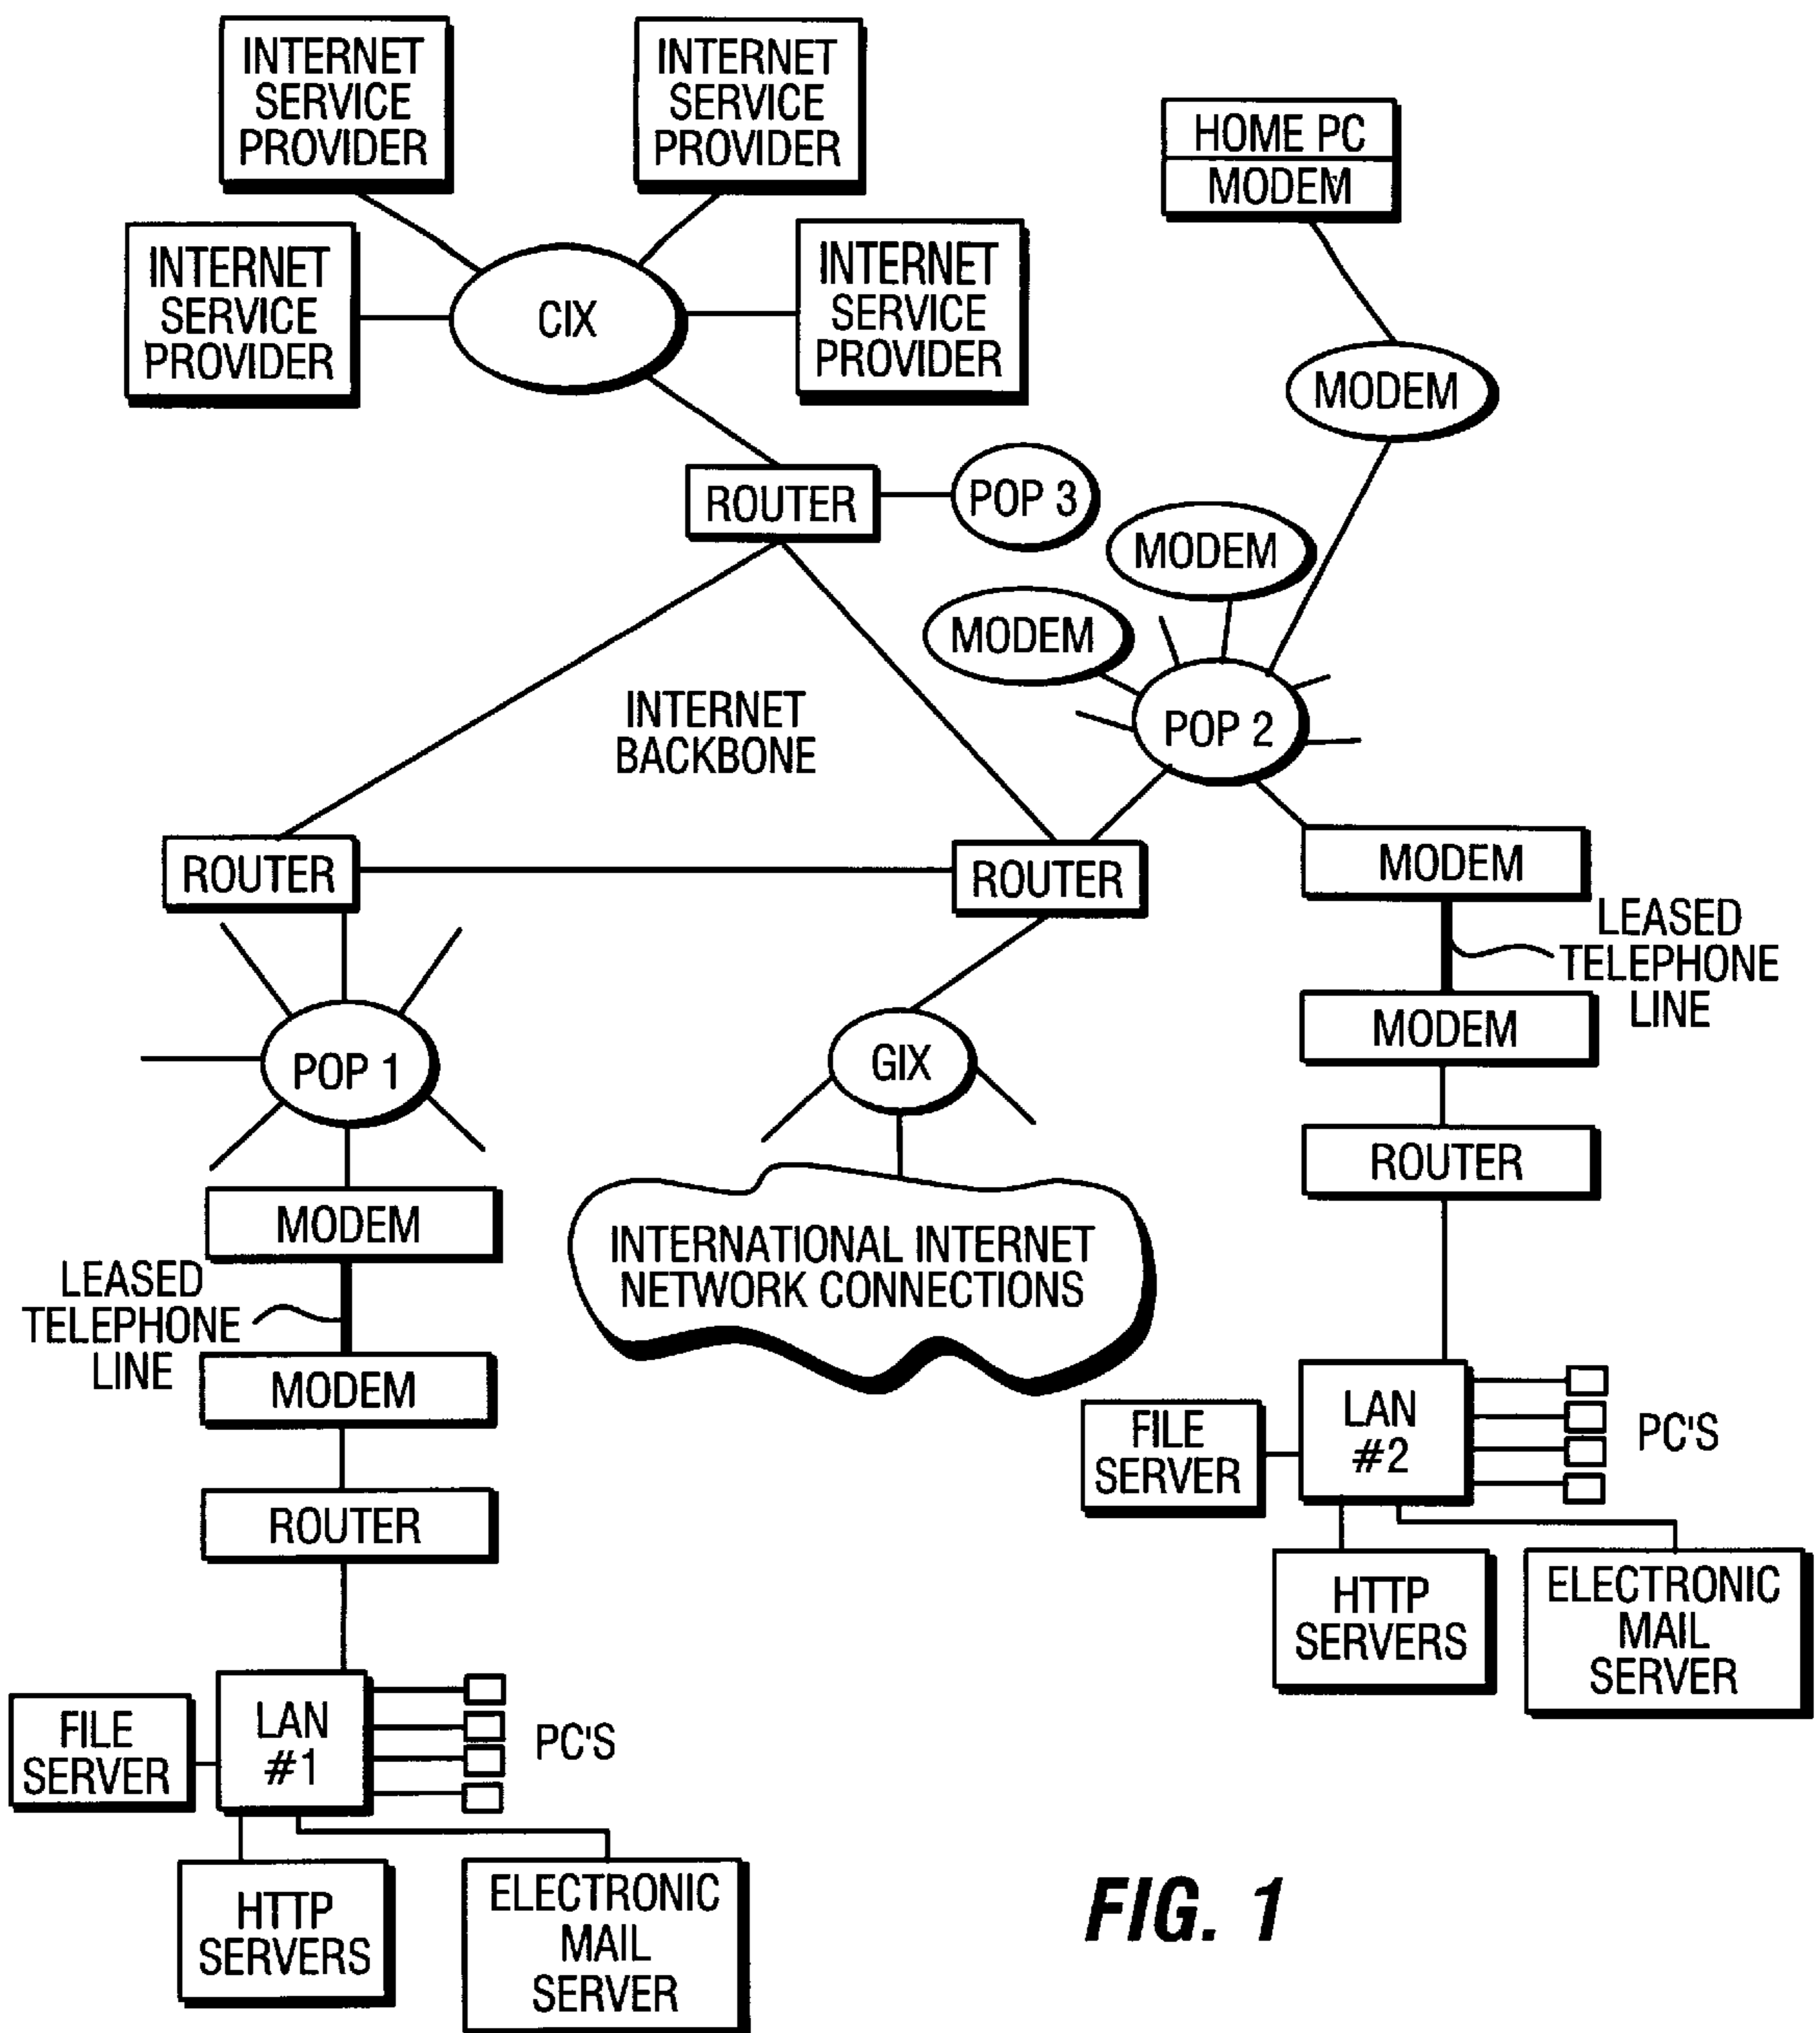 INTERNET
SERVICE
PROVIDER
INTERNET
SERVICE
PROVIDER
HOME PC
MODEM
INTERNET
SERVICE
PROVIDER
CIX
INTERNET
SERVICE
PROVIDER
MODEM
ROUTER
POP 3
MODEM
MODEM
INTERNET
BACKBONE
POP 2
ROUTER
ROUTER
MODEM
LEASED
TELEPHONE
LINE
MODEM
POP 1
GIX
ROUTER
MODEM
INTERNATIONAL INTERNET
NETWORK CONNECTIONS
LEASED
TELEPHONE
LINE
MODEM
LAN
#2
FILE
SERVER
PC'S
ROUTER
HTTP
SERVERS
ELECTRONIC
MAIL
SERVER
FILE
SERVER
LAN
#1
PC'S
HTTP
SERVERS
ELECTRONIC
MAIL
SERVER
FIG. 1